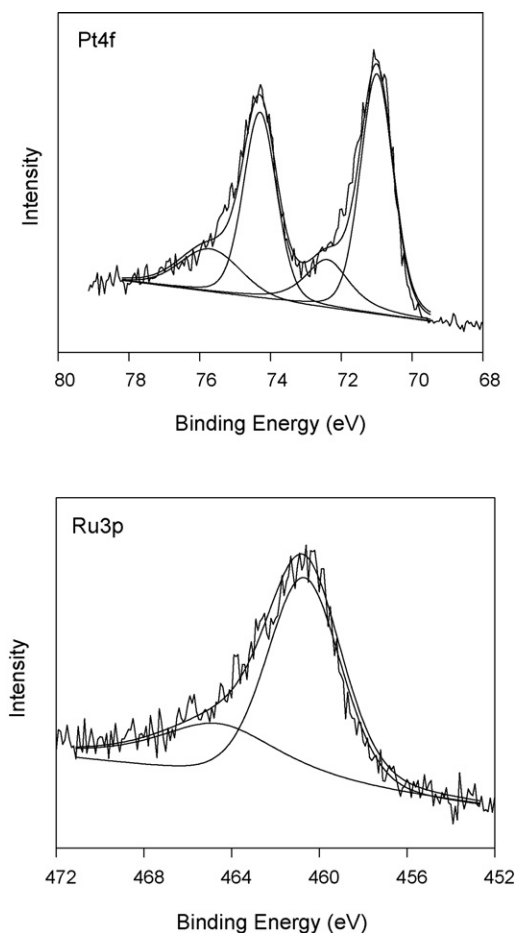 Pt4f
Intensity
80 78 76 74 72 70 68
Binding Energy (eV)
Ru3p
Intensity
472 468 464 460 456 452
Binding Energy (eV)